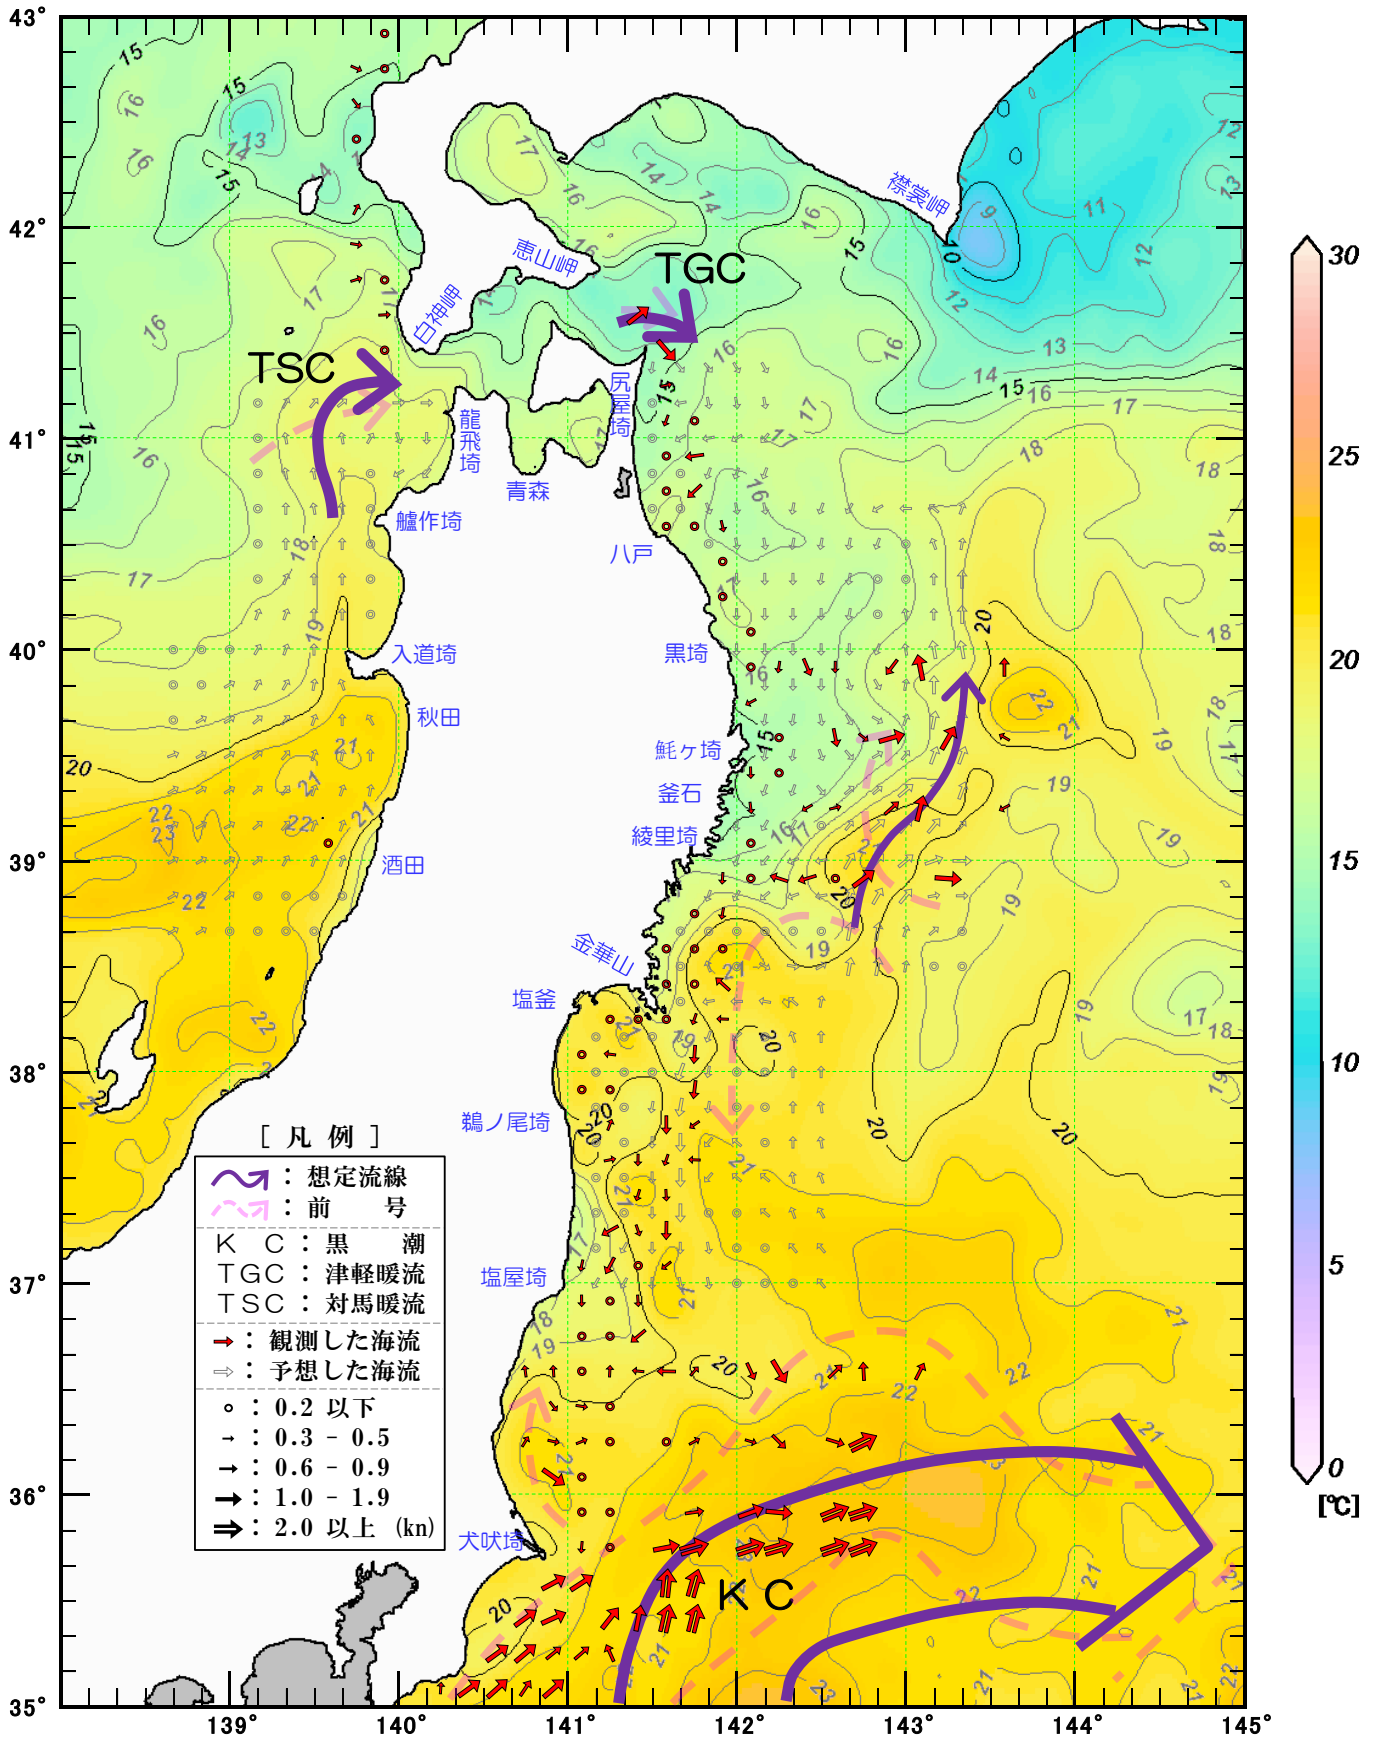 43°
42°
41°
40°
39°
38°
37°
36°
35°
139°
140°
141°
142°
143°
144°
145°
襟裳岬
恵山岬
TGC
白神岬
TSC
尻屋埼
龍飛埼
青森
艫作埼
八戸
入道埼
黒埼
秋田
魹ヶ埼
釜石
綾里埼
酒田
金華山
塩釜
鵜ノ尾埼
塩屋埼
犬吠埼
KC
[ 凡 例 ]
: 想定流線
: 前 号
K C : 黒 潮
TGC : 津軽暖流
TSC : 対馬暖流
: 観測した海流
: 予想した海流
: 0.2 以下
: 0.3 - 0.5
: 0.6 - 0.9
: 1.0 - 1.9
: 2.0 以上 (kn)
30
25
20
15
10
5
0
[℃]